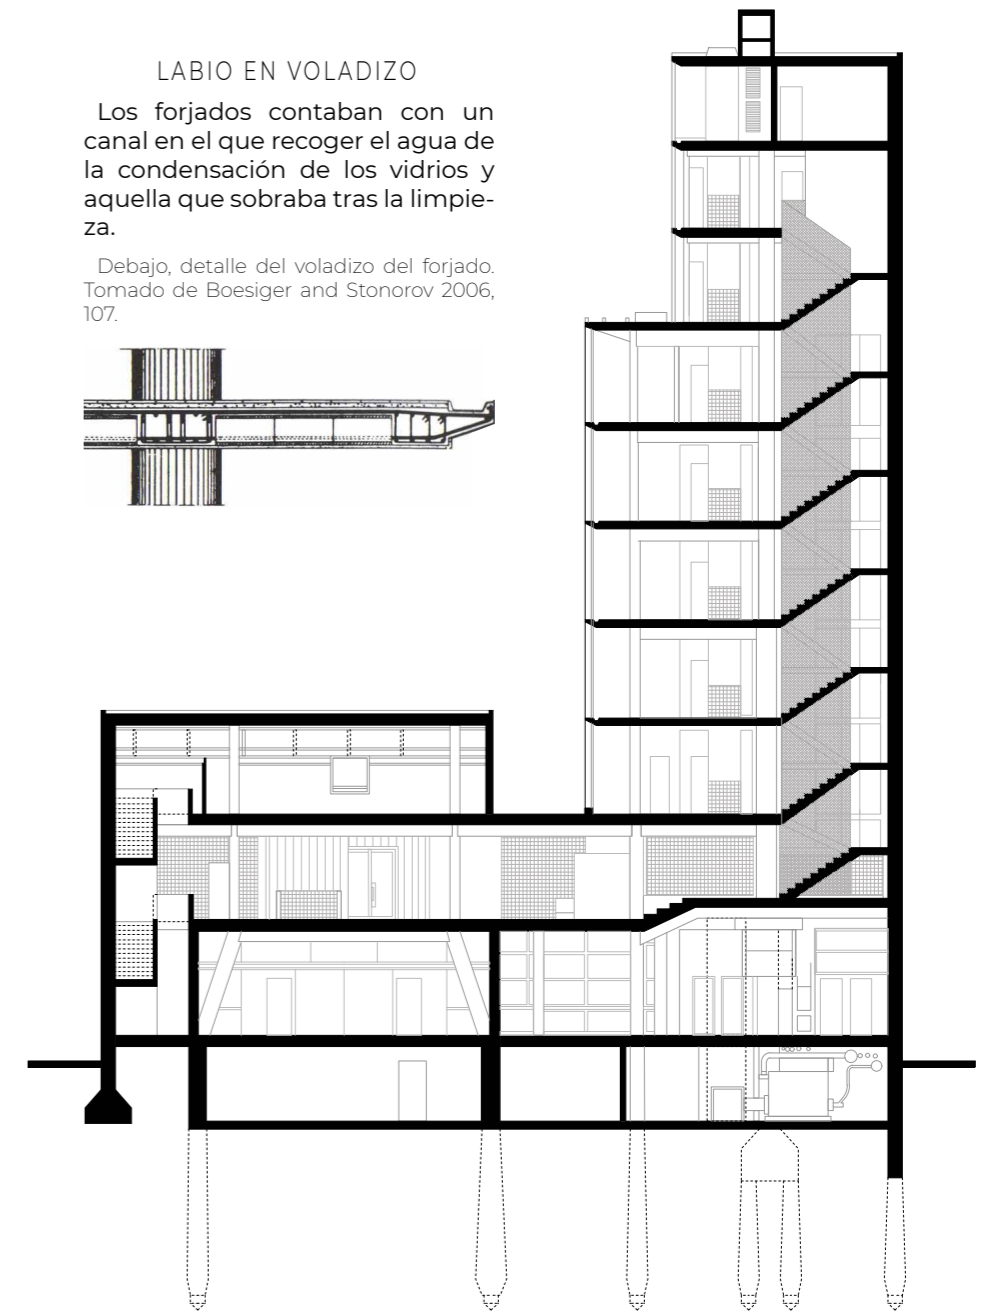 LABIO EN VOLADIZO
Los forjados contaban con un
canal en el que recoger el agua de
la condensación de los vidrios y
aquella que sobraba tras la limpie-
za.
Debajo, detalle del voladizo del forjado.
Tomado de Boesiger and Stonorov 2006,
107.